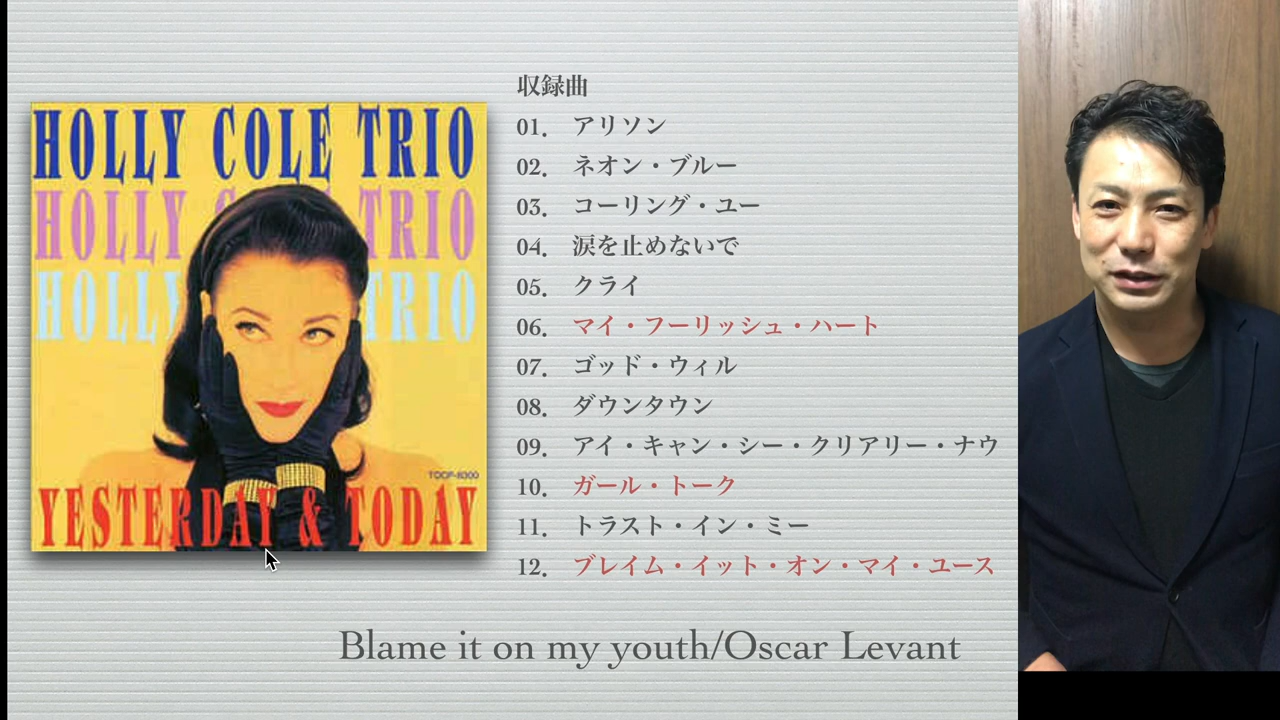 HOLLY COLE TRIO
HOLLY COLE TRIO
HOLLY TRIO
TOCP-8300
YESTERDAY & TODAY
収録曲
01. アリソン
02. ネオン・ブルー
03. コーリング・ユー
04. 涙を止めないで
05. クライ
06. マイ・フーリッシュ・ハート
07. ゴッド・ウィル
08. ダウンタウン
09. アイ・キャン・シー・クリアリー・ナウ
10. ガール・トーク
11. トラスト・イン・ミー
12. ブレイム・イット・オン・マイ・ユース
Blame it on my youth/Oscar Levant